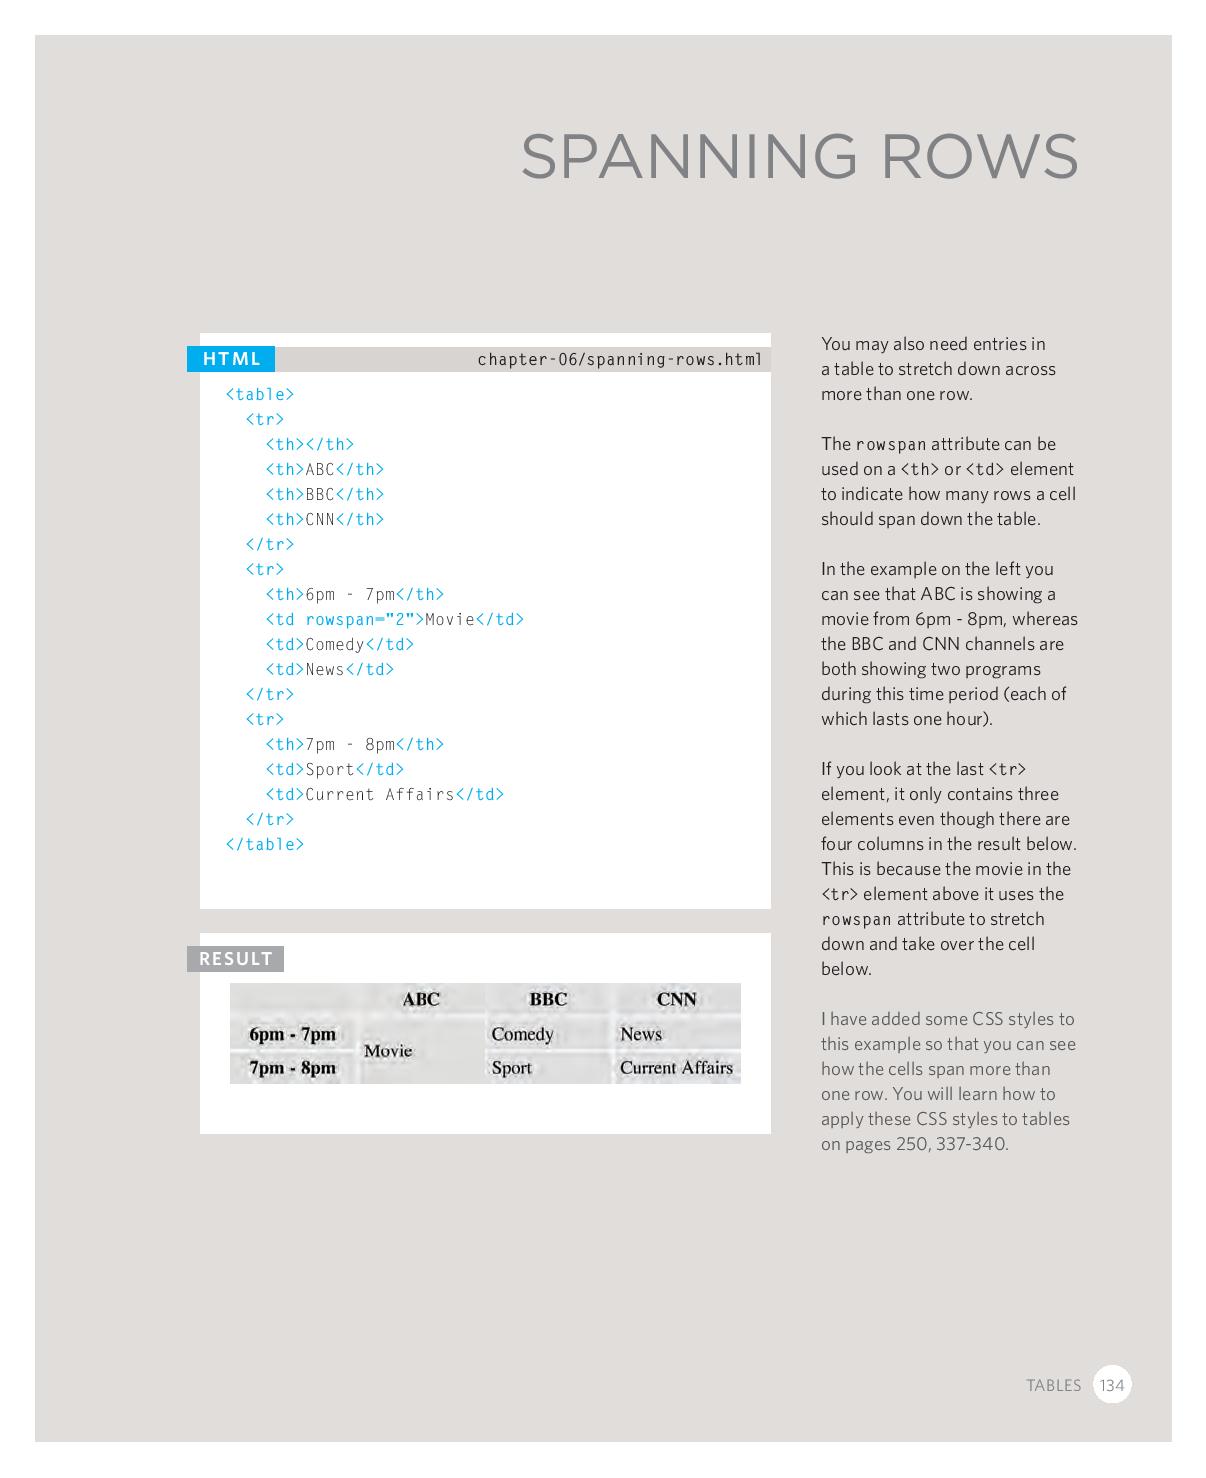 SPANNING ROWS
HTML
chapter-06/spanning-rows.html
<table>
<tr>
<th></th>
<th>ABC</th>
<th>BBC</th>
<th>CNN</th>
</tr>
<tr>
<th>6pm - 7pm</th>
<td rowspan="2">Movie</td>
<td>Comedy</td>
<td>News</td>
</tr>
<tr>
<th>7pm - 8pm</th>
<td>Sport</td>
<td>Current Affairs</td>
</tr>
</table>
RESULT
ABC BBC CNN
6pm - 7pm Movie Comedy News
7pm - 8pm Sport Current Affairs
You may also need entries in
a table to stretch down across
more than one row.
The rowspan attribute can be
used on a <th> or <td> element
to indicate how many rows a cell
should span down the table.
In the example on the left you
can see that ABC is showing a
movie from 6pm - 8pm, whereas
the BBC and CNN channels are
both showing two programs
during this time period (each of
which lasts one hour).
If you look at the last <tr>
element, it only contains three
elements even though there are
four columns in the result below.
This is because the movie in the
<tr> element above it uses the
rowspan attribute to stretch
down and take over the cell
below.
I have added some CSS styles to
this example so that you can see
how the cells span more than
one row. You will learn how to
apply these CSS styles to tables
on pages 250, 337-340.
TABLES 134